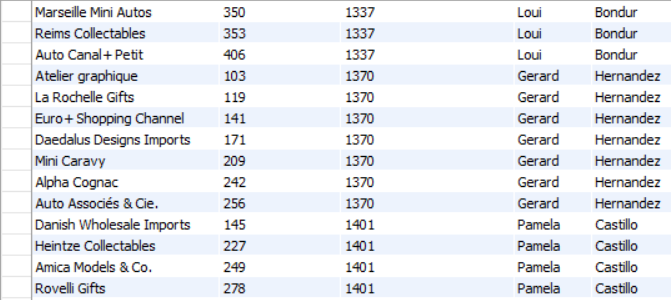 Marseille Mini Autos 350 1337 Loui Bondur
Reims Collectables 353 1337 Loui Bondur
Auto Canal+ Petit 406 1337 Loui Bondur
Atelier graphique 103 1370 Gerard Hernandez
La Rochelle Gifts 119 1370 Gerard Hernandez
Euro+ Shopping Channel 141 1370 Gerard Hernandez
Daedalus Designs Imports 171 1370 Gerard Hernandez
Mini Caravy 209 1370 Gerard Hernandez
Alpha Cognac 242 1370 Gerard Hernandez
Auto Associés & Cie. 256 1370 Gerard Hernandez
Danish Wholesale Imports 145 1401 Pamela Castillo
Heintze Collectables 227 1401 Pamela Castillo
Amica Models & Co. 249 1401 Pamela Castillo
Rovelli Gifts 278 1401 Pamela Castillo